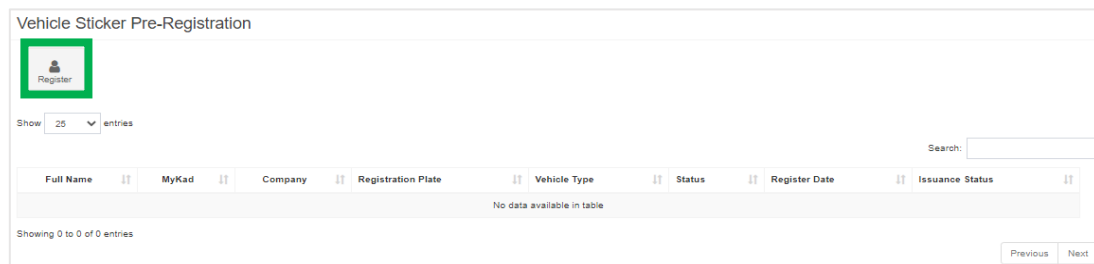 Vehicle Sticker Pre-Registration
Register
Show 25 entries
Search:
Full Name MyKad Company Registration Plate Vehicle Type Status Register Date Issuance Status
No data available in table
Showing 0 to 0 of 0 entries
Previous Next